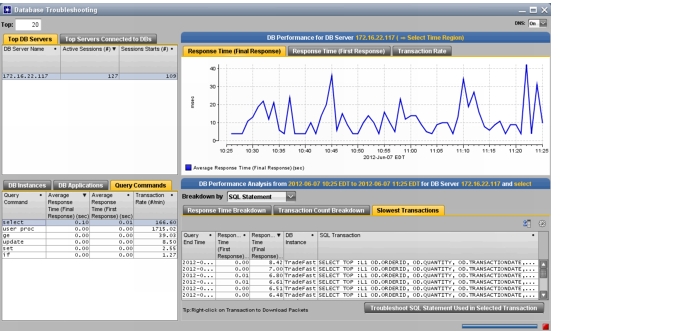 Database Troubleshooting
Top: 20
DNS: On
Top DB Servers
Top Servers Connected to DBs
DB Server Name
Active Sessions (#)
Sessions Starts (#)
172.16.22.117 127 109
DB Performance for DB Server 172.16.22.117 ( — Select Time Region)
Response Time (Final Response)
Response Time (First Response)
Transaction Rate
40
30
20
10
0
msec
10:25 10:30 10:35 10:40 10:45 10:50 10:55 11:00 11:05 11:10 11:15 11:20 11:25
2012-Jun-07 EDT
Average Response Time (Final Response)(sec)
DB Instances
DB Applications
Query Commands
Query Command
Average Response Time (Final Response) (sec)
Average Response Time (First Response) (sec)
Transaction Rate (#/min)
select 0.10 0.01 166.60
user proc 0.00 0.00 1715.02
ge 0.00 0.00 39.03
update 0.00 0.00 8.50
set 0.00 0.00 2.55
if 0.00 0.00 1.27
DB Performance Analysis from 2012-06-07 10:25 EDT to 2012-06-07 11:25 EDT for DB Server 172.16.22.117 and select
Breakdown by SQL Statement
Response Time Breakdown
Transaction Count Breakdown
Slowest Transactions
Query End Time
Respon... Time (First Response)...
Respon... Time (Final Response)...
DB Instance
SQL Transaction
2012-0... 0.00 8.42 TradeFast SELECT TOP :L1 OD.ORDERID, OD.QUANTITY, OD.TRANSACTIONDATE,...
2012-0... 0.00 7.00 TradeFast SELECT TOP :L1 OD.ORDERID, OD.QUANTITY, OD.TRANSACTIONDATE,...
2012-0... 0.01 6.80 TradeFast SELECT TOP :L1 OD.ORDERID, OD.QUANTITY, OD.TRANSACTIONDATE,...
2012-0... 0.01 6.61 TradeFast SELECT TOP :L1 OD.ORDERID, OD.QUANTITY, OD.TRANSACTIONDATE,...
2012-0... 0.00 6.51 TradeFast SELECT TOP :L1 OD.ORDERID, OD.QUANTITY, OD.TRANSACTIONDATE,...
2012-0... 0.00 6.48 TradeFast SELECT TOP :L1 OD.ORDERID, OD.QUANTITY, OD.TRANSACTIONDATE,...
Tip:Right-click on Transaction to Download Packets
Troubleshoot SQL Statement Used in Selected Transaction